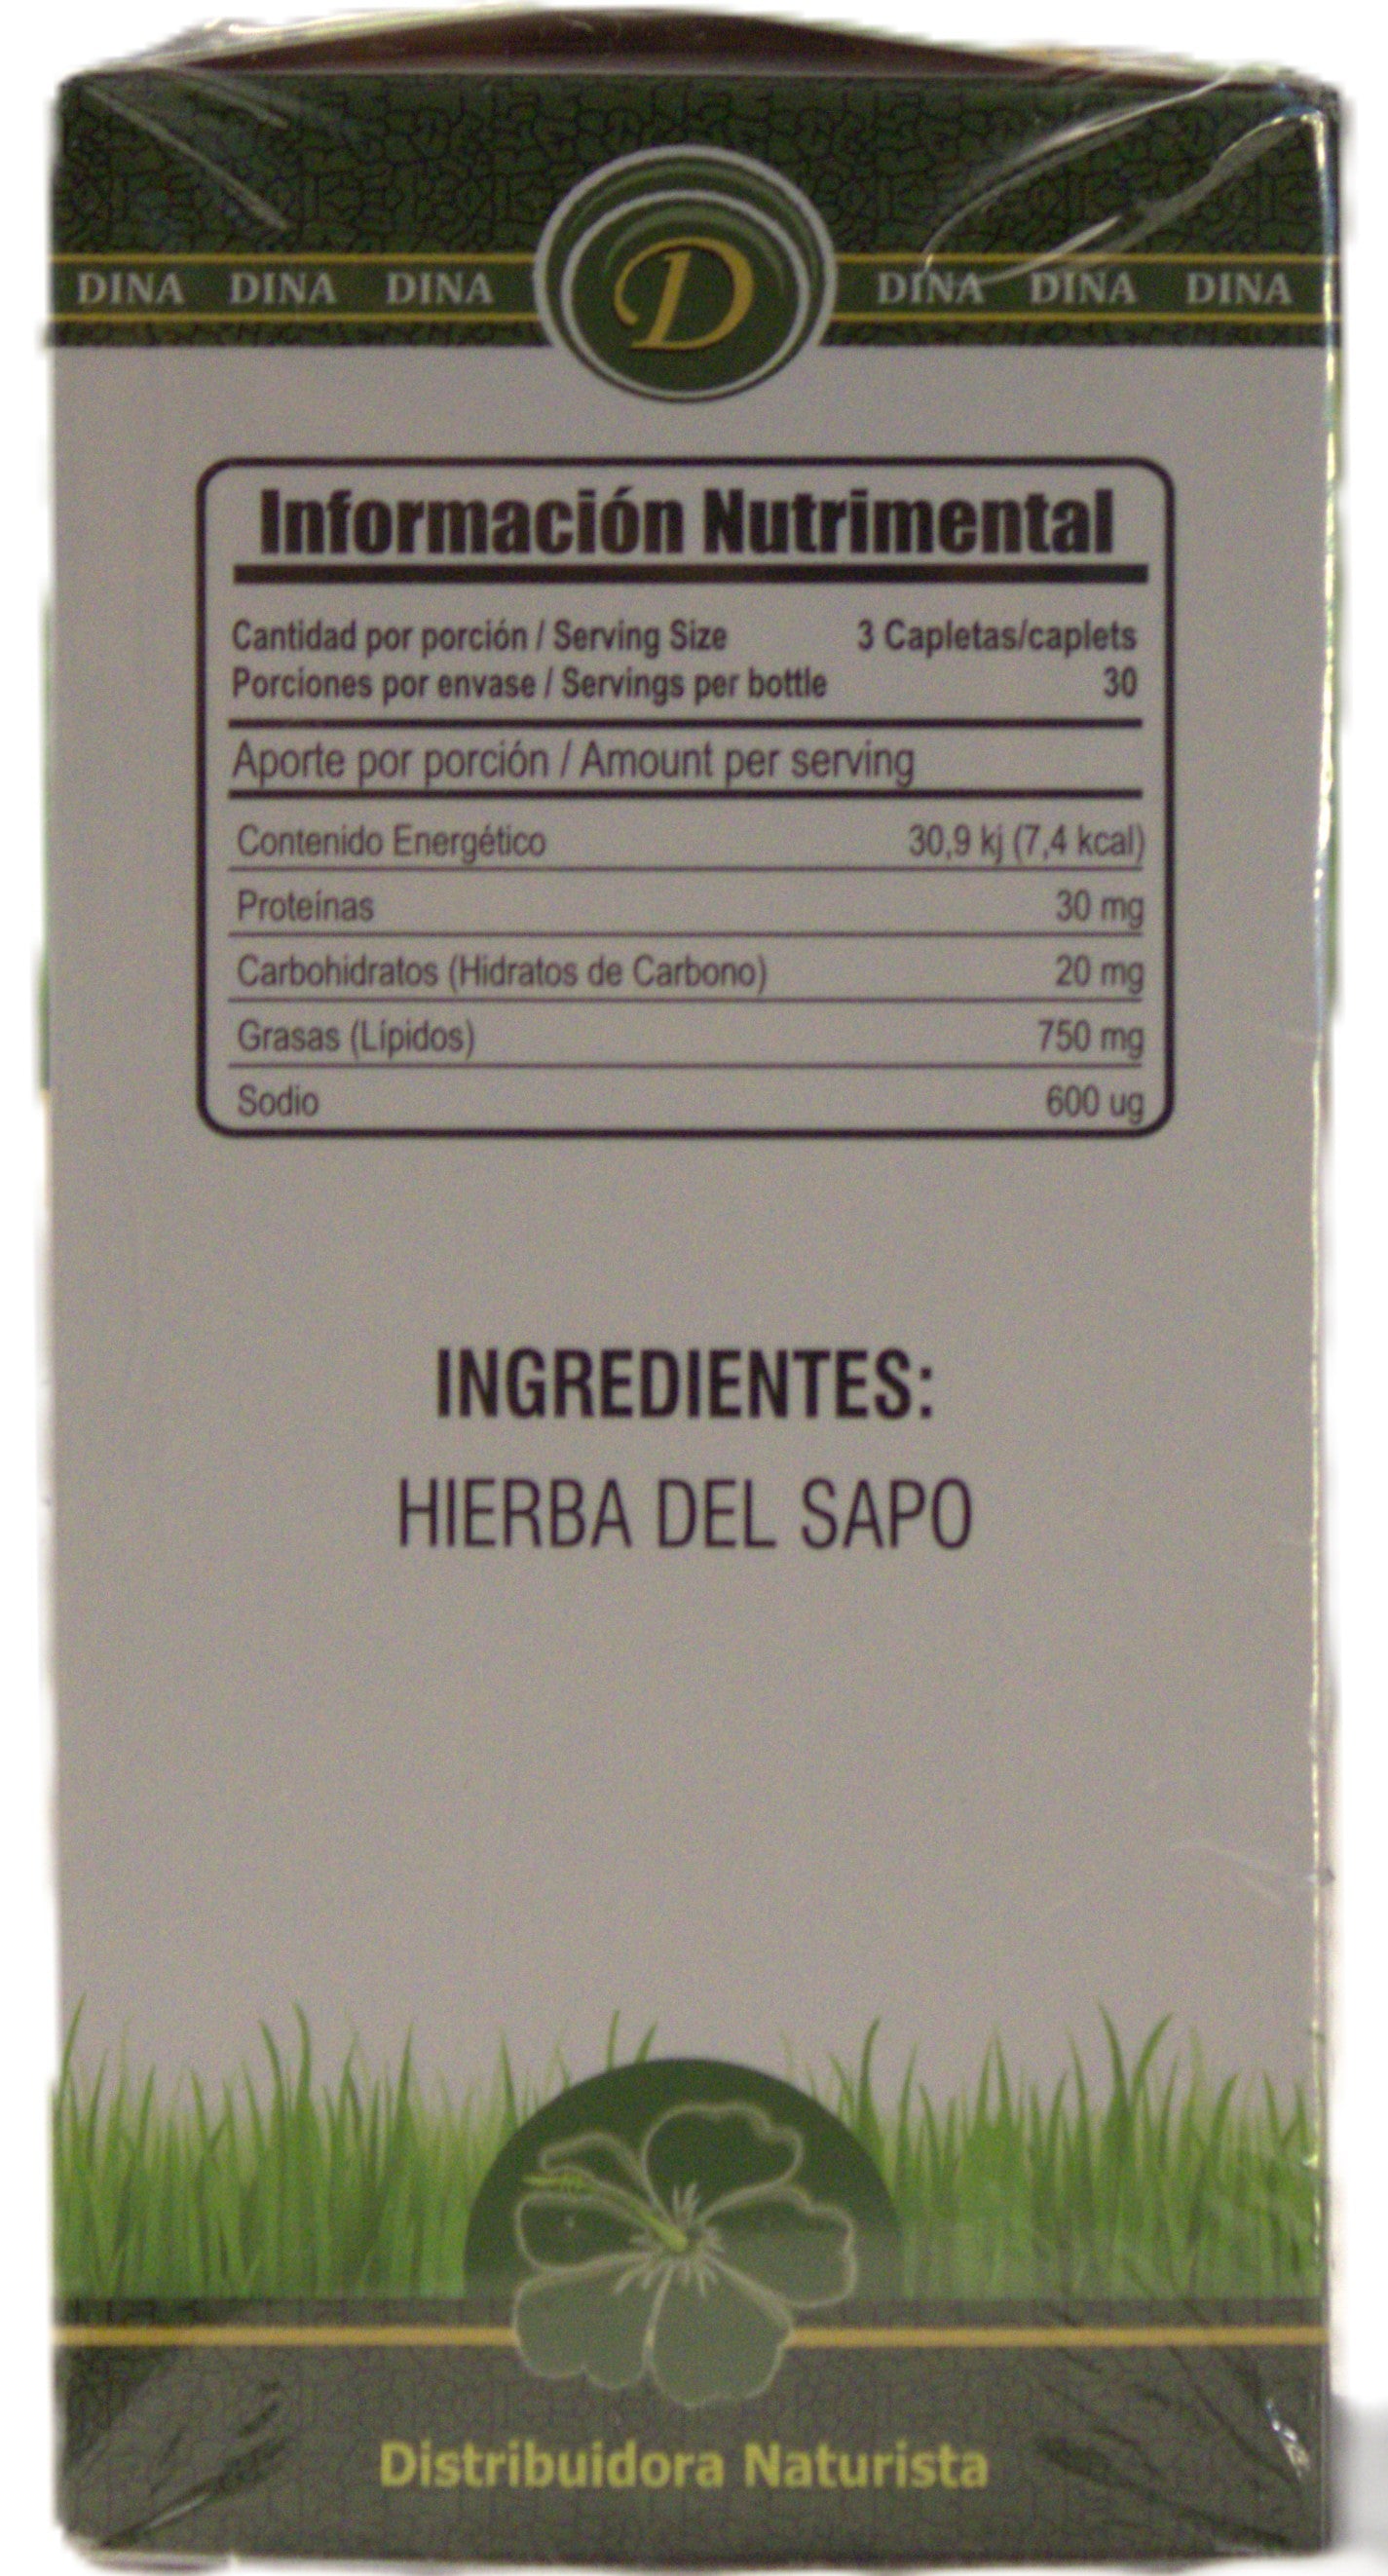 DINA DINA DINA D DINA DINA DINA
Información Nutrimental
Cantidad por porción / Serving Size 3 Capletas/caplets
Porciones por envase / Servings per bottle 30
Aporte por porción / Amount per serving
Contenido Energético 30,9 kj (7,4 kcal)
Proteínas 30 mg
Carbohidratos (Hidratos de Carbono) 20 mg
Grasas (Lípidos) 750 mg
Sodio 600 ug
INGREDIENTES:
HIERBA DEL SAPO
Distribuidora Naturista